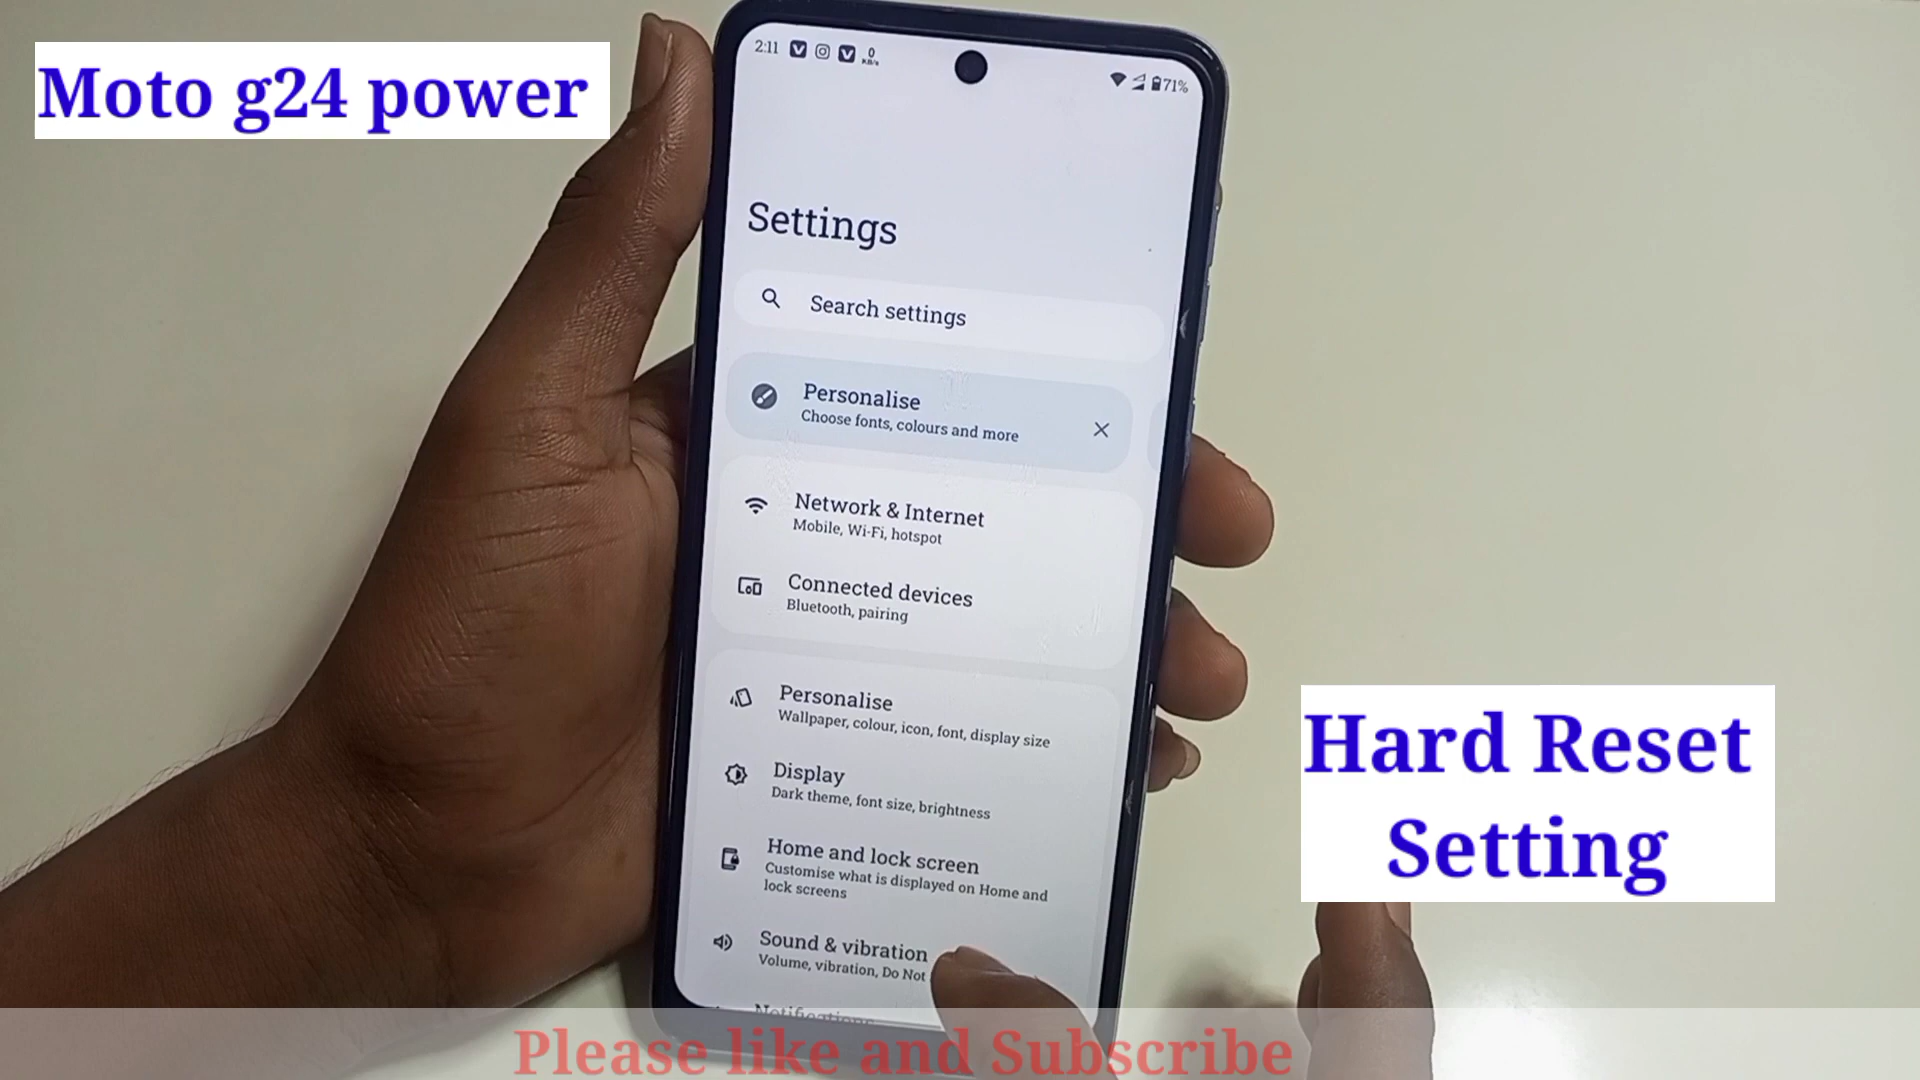 Moto g24 power
2:11
0
KB/s
71%
Settings
Search settings
Personalise
Choose fonts, colours and more
Network & Internet
Mobile, Wi-Fi, hotspot
Connected devices
Bluetooth, pairing
Personalise
Wallpaper, colour, icon, font, display size
Display
Dark theme, font size, brightness
Home and lock screen
Customise what is displayed on Home and
lock screens
Sound & vibration
Volume, vibration, Do Not
Notifications
Hard Reset
Setting
Please like and Subscribe